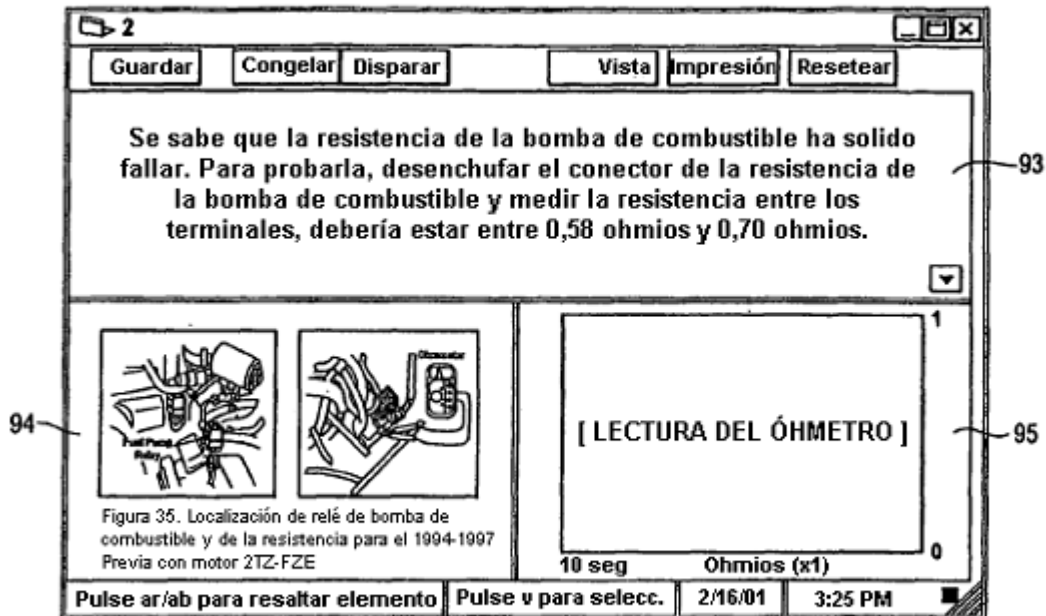 2
Guardar Congelar Disparar Vista Impresión Resetear
Se sabe que la resistencia de la bomba de combustible ha solido
fallar. Para probarla, desenchufar el conector de la resistencia de
la bomba de combustible y medir la resistencia entre los
terminales, debería estar entre 0,58 ohmios y 0,70 ohmios.
93
Fuel Pump
Relay
Ohmmeter
94
Figura 35. Localización de relé de bomba de
combustible y de la resistencia para el 1994-1997
Previa con motor 2TZ-FZE
1
[ LECTURA DEL ÓHMETRO ]
95
0
10 seg Ohmios (x1)
Pulse ar/ab para resaltar elemento Pulse v para selecc. 2/16/01 3:25 PM